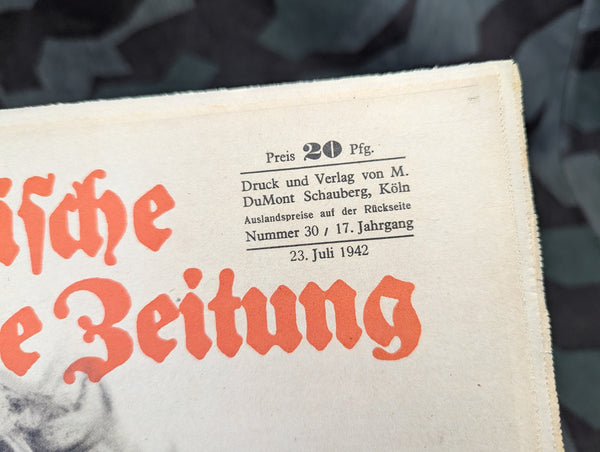 Preis 20 Pfg.
Druck und Verlag von M.
DuMont Schauberg, Köln
Auslandspreise auf der Rückseite
Nummer 30 / 17. Jahrgang
23. Juli 1942
ische
e Zeitung